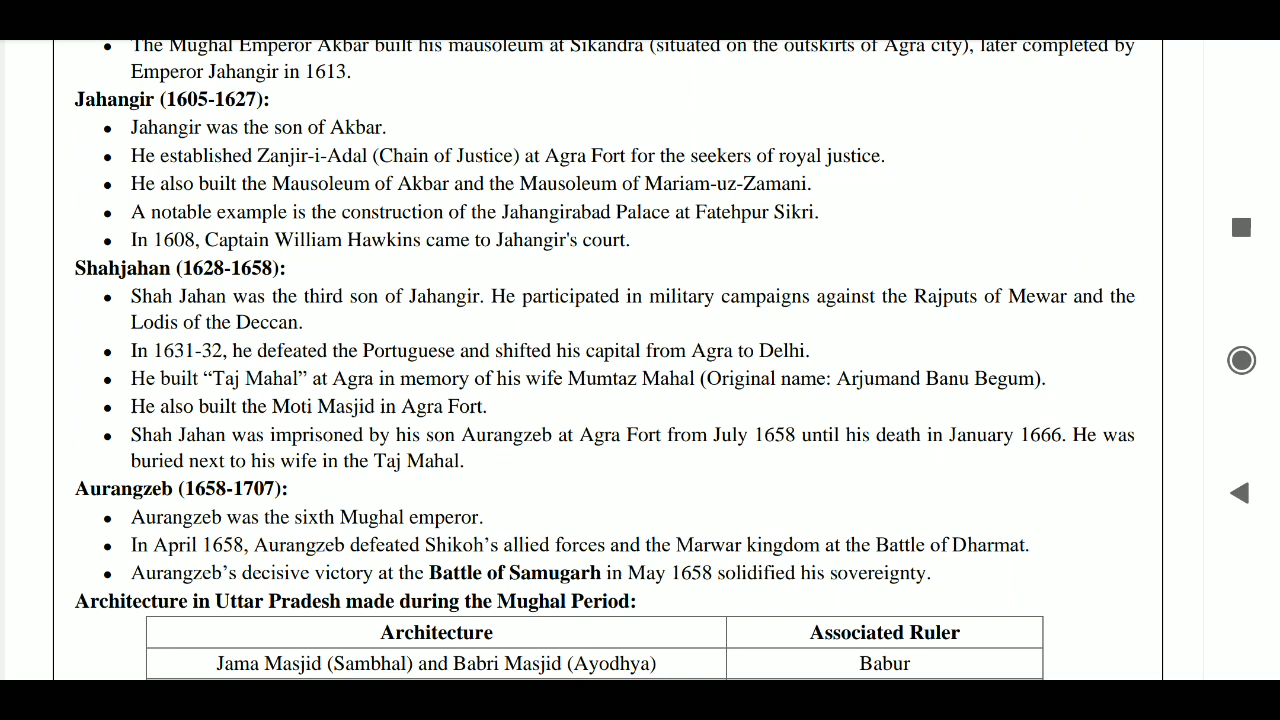 • The Mughal Emperor Akbar built his mausoleum at Sikandra (situated on the outskirts of Agra city), later completed by
Emperor Jahangir in 1613.
Jahangir (1605-1627):
• Jahangir was the son of Akbar.
• He established Zanjir-i-Adal (Chain of Justice) at Agra Fort for the seekers of royal justice.
• He also built the Mausoleum of Akbar and the Mausoleum of Mariam-uz-Zamani.
• A notable example is the construction of the Jahangirabad Palace at Fatehpur Sikri.
• In 1608, Captain William Hawkins came to Jahangir's court.
Shahjahan (1628-1658):
• Shah Jahan was the third son of Jahangir. He participated in military campaigns against the Rajputs of Mewar and the
Lodis of the Deccan.
• In 1631-32, he defeated the Portuguese and shifted his capital from Agra to Delhi.
• He built “Taj Mahal” at Agra in memory of his wife Mumtaz Mahal (Original name: Arjumand Banu Begum).
• He also built the Moti Masjid in Agra Fort.
• Shah Jahan was imprisoned by his son Aurangzeb at Agra Fort from July 1658 until his death in January 1666. He was
buried next to his wife in the Taj Mahal.
Aurangzeb (1658-1707):
• Aurangzeb was the sixth Mughal emperor.
• In April 1658, Aurangzeb defeated Shikoh’s allied forces and the Marwar kingdom at the Battle of Dharmat.
• Aurangzeb’s decisive victory at the Battle of Samugarh in May 1658 solidified his sovereignty.
Architecture in Uttar Pradesh made during the Mughal Period:
Architecture Associated Ruler
Jama Masjid (Sambhal) and Babri Masjid (Ayodhya) Babur